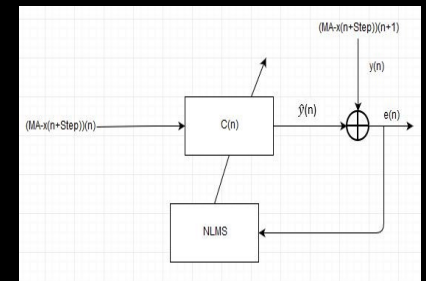 (MA-x(n+Step))(n+1)
y(n)
(MA-x(n+Step))(n)
C(n)
ŷ(n)
e(n)
NLMS